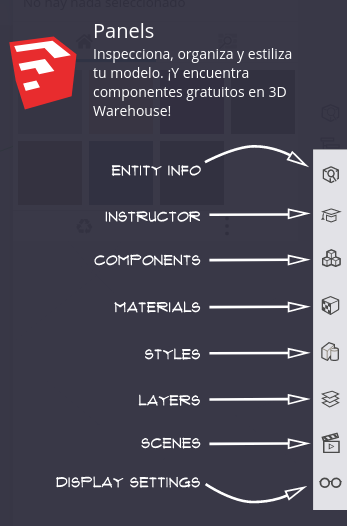 No hay nada seleccionado
Panels
Inspecciona, organiza y estiliza
tu modelo. ¡Y encuentra
componentes gratuitos en 3D
Warehouse!
ENTITY INFO
INSTRUCTOR
COMPONENTS
MATERIALS
STYLES
LAYERS
SCENES
DISPLAY SETTINGS